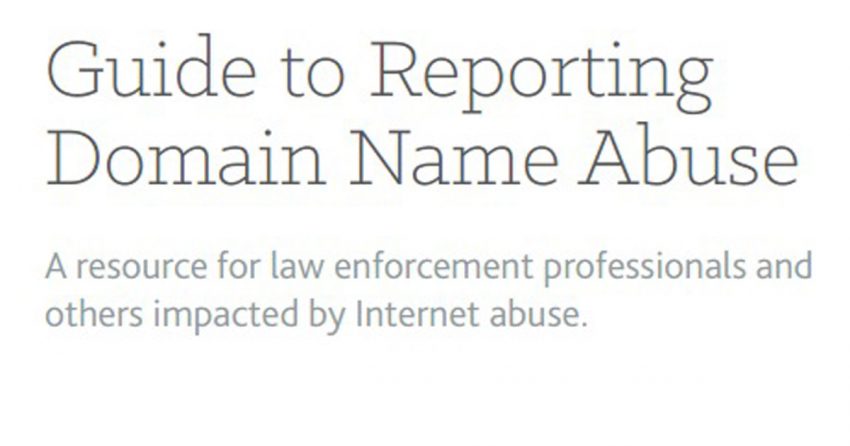 Guide to Reporting
Domain Name Abuse
A resource for law enforcement professionals and
others impacted by Internet abuse.